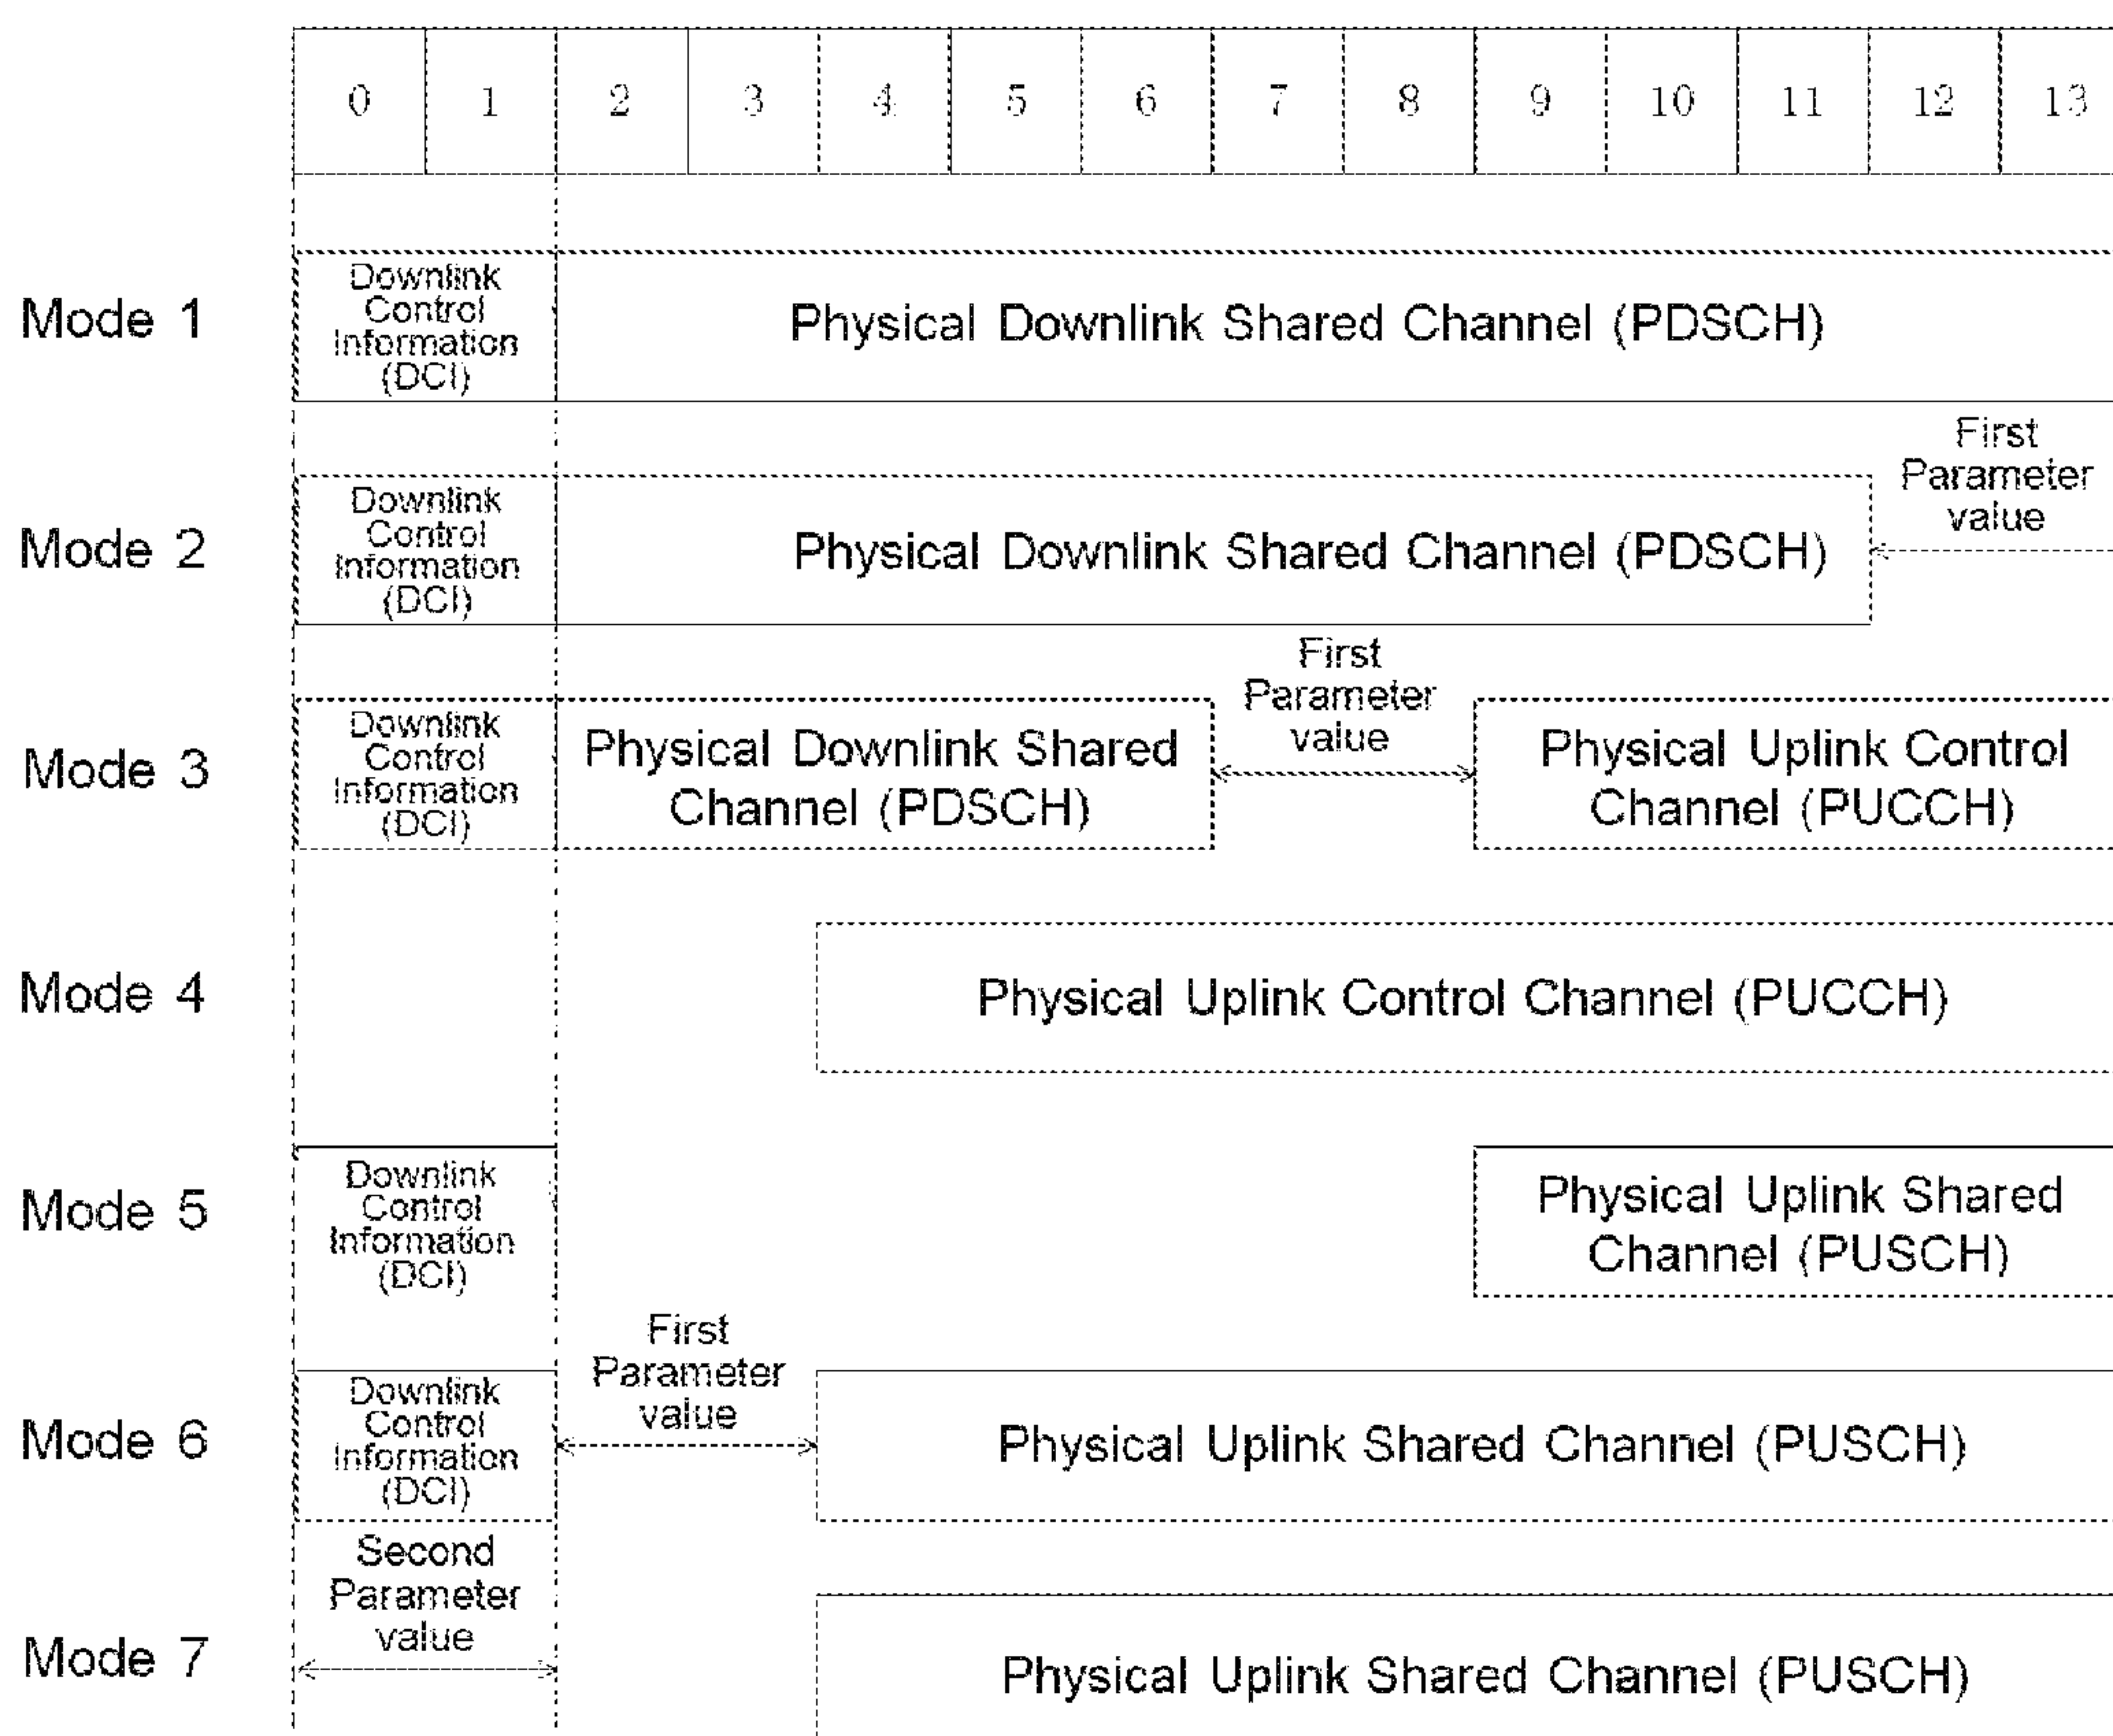 0 1 2 3 4 5 6 7 8 9 10 11 12 13
Mode 1
Downlink
Control
Information
(DCI)
Physical Downlink Shared Channel (PDSCH)
Mode 2
Downlink
Control
Information
(DCI)
Physical Downlink Shared Channel (PDSCH)
First
Parameter
value
Mode 3
Downlink
Control
Information
(DCI)
Physical Downlink Shared
Channel (PDSCH)
First
Parameter
value
Physical Uplink Control
Channel (PUCCH)
Mode 4
Physical Uplink Control Channel (PUCCH)
Mode 5
Downlink
Control
Information
(DCI)
Physical Uplink Shared
Channel (PUSCH)
Mode 6
Downlink
Control
Information
(DCI)
First
Parameter
value
Physical Uplink Shared Channel (PUSCH)
Mode 7
Second
Parameter
value
Physical Uplink Shared Channel (PUSCH)